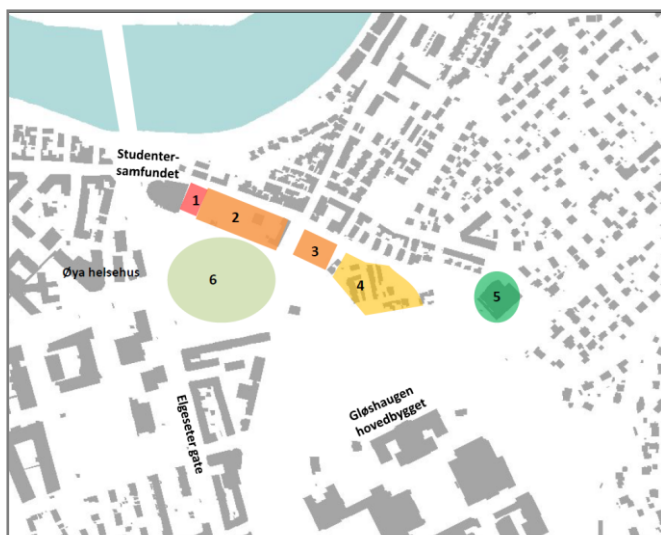 Studenter-
samfundet
1
2
3
Øya helsehus
6
4
5
Elgeseter gate
Gløshaugen
hovedbygget